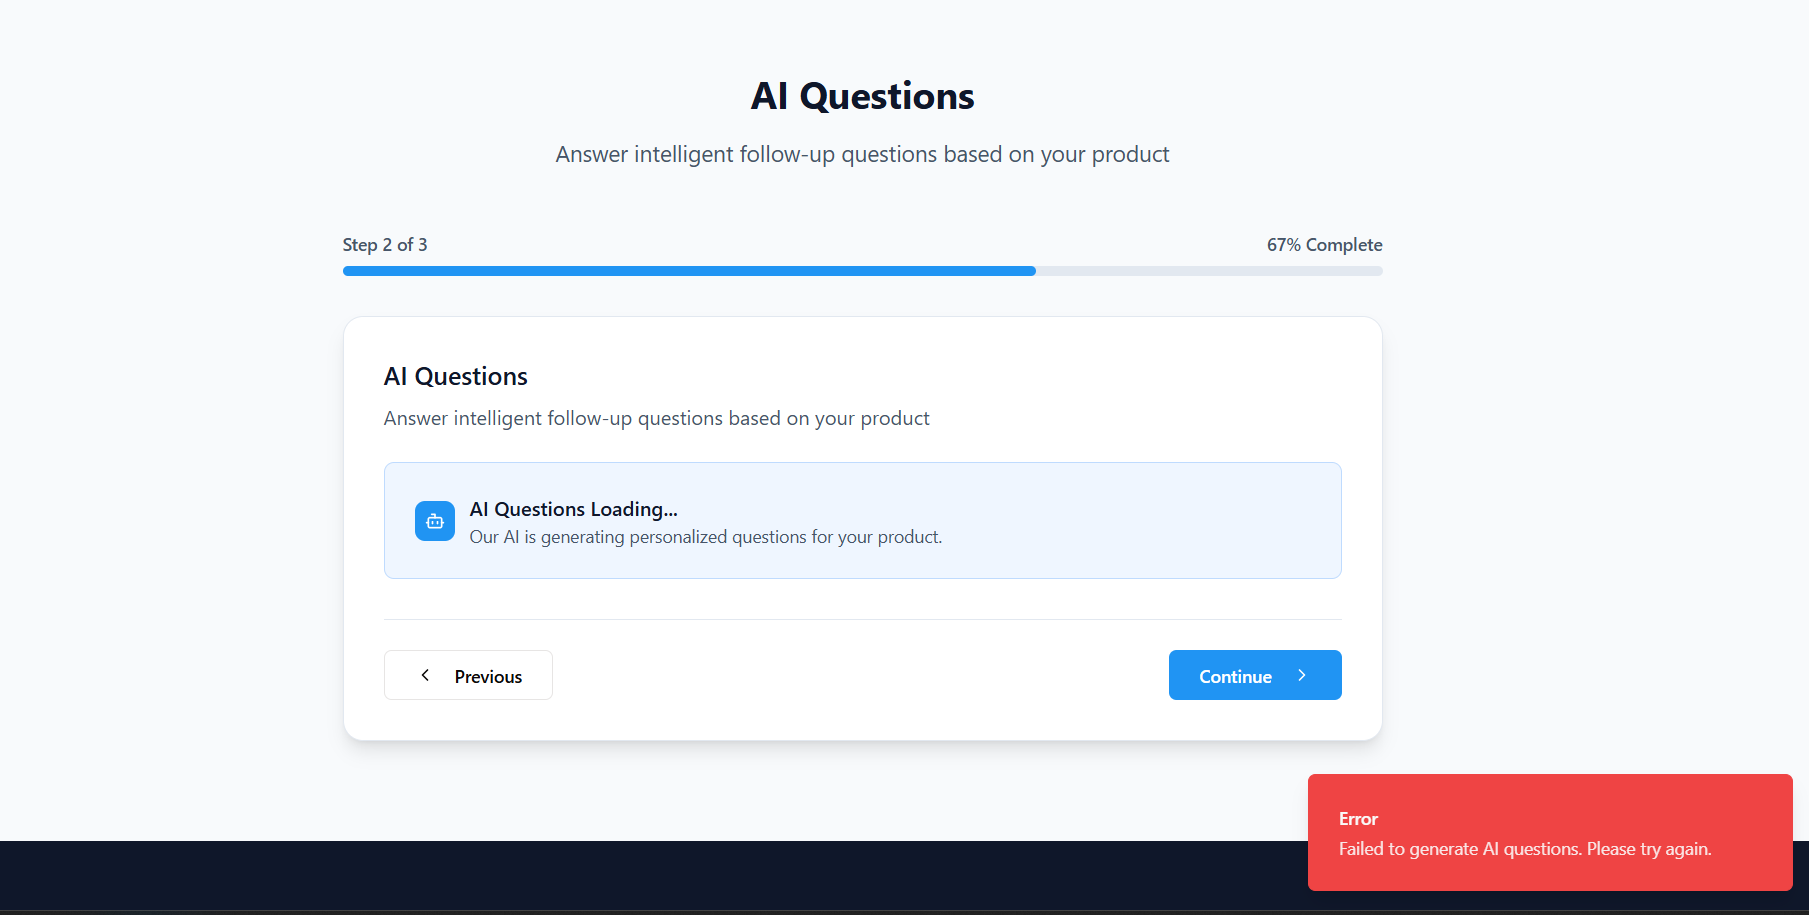 AI Questions
Answer intelligent follow-up questions based on your product
Step 2 of 3
67% Complete
AI Questions
Answer intelligent follow-up questions based on your product
AI Questions Loading...
Our AI is generating personalized questions for your product.
Previous
Continue
Error
Failed to generate AI questions. Please try again.